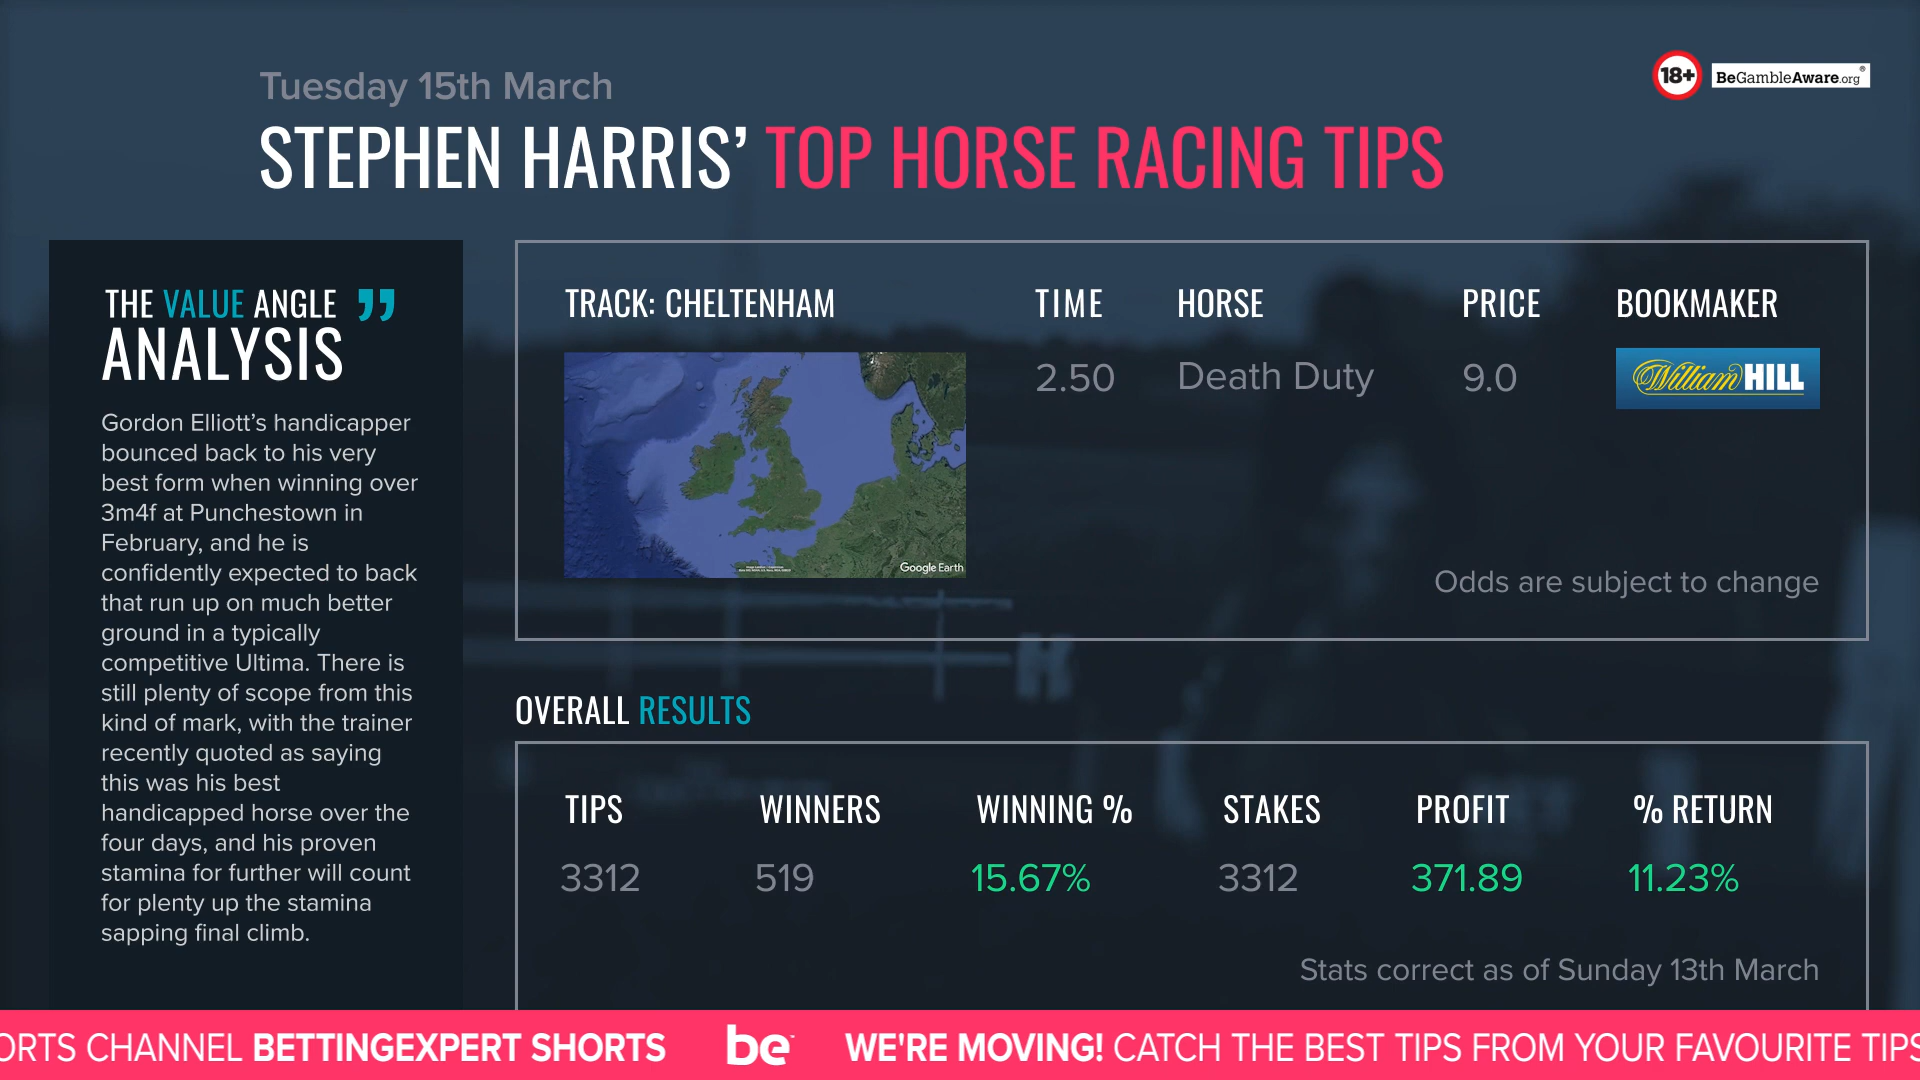 Tuesday 15th March
STEPHEN HARRIS’ TOP HORSE RACING TIPS
18+
BeGambleAware.org®
THE VALUE ANGLE ”
ANALYSIS
Gordon Elliott’s handicapper
bounced back to his very
best form when winning over
3m4f at Punchestown in
February, and he is
confidently expected to back
that run up on much better
ground in a typically
competitive Ultima. There is
still plenty of scope from this
kind of mark, with the trainer
recently quoted as saying
this was his best
handicapped horse over the
four days, and his proven
stamina for further will count
for plenty up the stamina
sapping final climb.
TRACK: CHELTENHAM
Google Earth
TIME HORSE PRICE BOOKMAKER
2.50 Death Duty 9.0 William HILL
Odds are subject to change
OVERALL RESULTS
TIPS WINNERS WINNING % STAKES PROFIT % RETURN
3312 519 15.67% 3312 371.89 11.23%
Stats correct as of Sunday 13th March
ORTS CHANNEL BETTINGEXPERT SHORTS be WE'RE MOVING! CATCH THE BEST TIPS FROM YOUR FAVOURITE TIPS